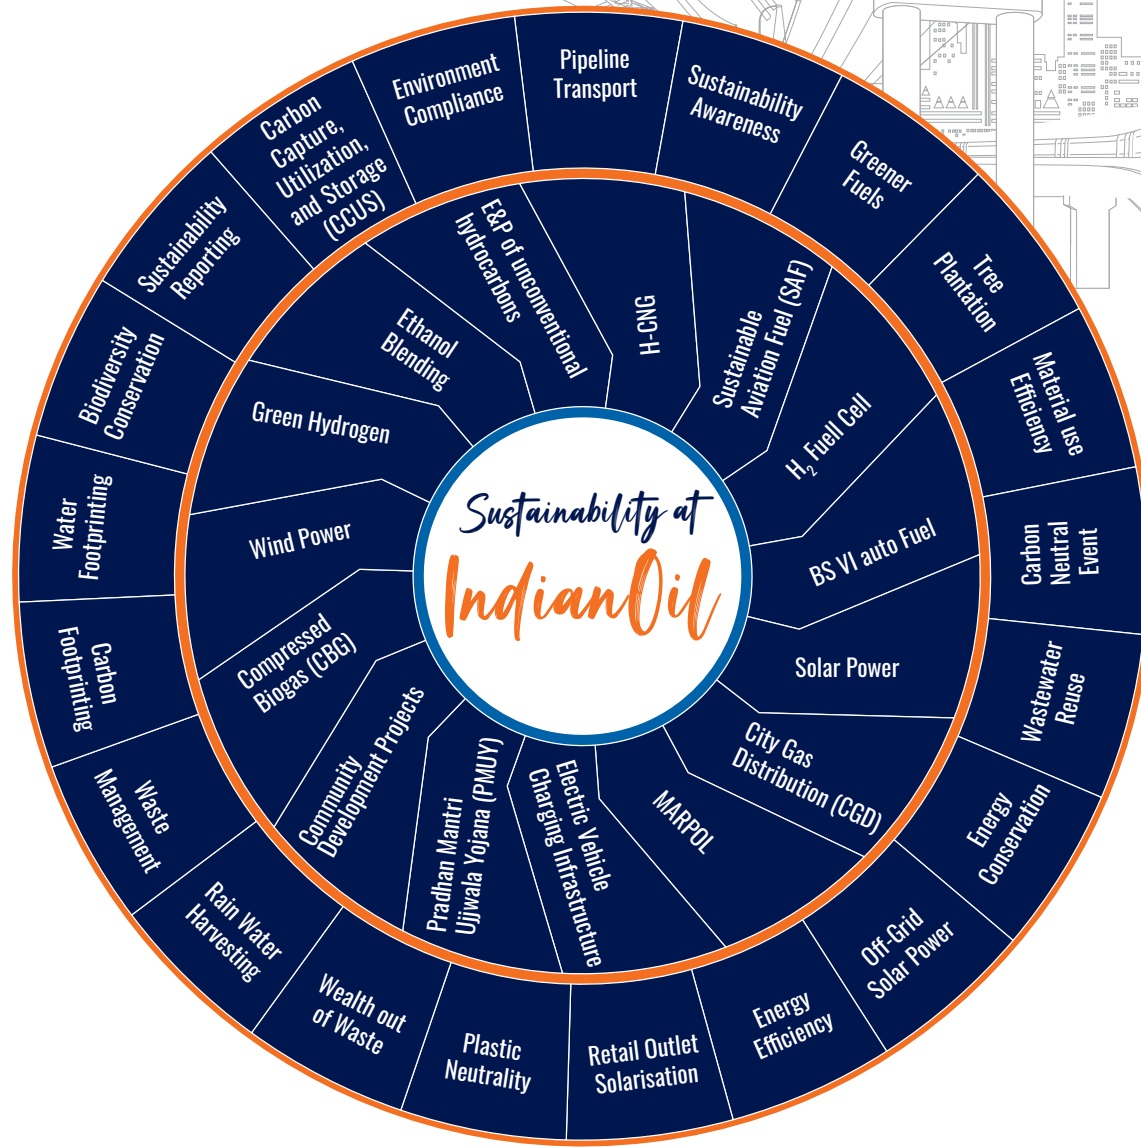 Sustainability at
IndianOil
Pipeline
Transport
Sustainability
Awareness
Greener
Fuels
Tree
Plantation
Material use
Efficiency
Carbon
Neutral
Event
Wastewater
Reuse
Energy
Conservation
Off-Grid
Solar Power
Energy
Efficiency
Retail Outlet
Solarisation
Plastic
Neutrality
Wealth out
of Waste
Rain Water
Harvesting
Waste
Management
Carbon
Footprinting
Water
Footprinting
Biodiversity
Conservation
Sustainability
Reporting
Carbon
Capture,
Utilization,
and Storage
(CCUS)
Environment
Compliance
H-CNG
Sustainable
Aviation Fuel (SAF)
H₂ Fuell Cell
BS VI auto Fuel
Solar Power
City Gas
Distribution (CGD)
MARPOL
Electric Vehicle
Charging Infrastructure
Pradhan Mantri
Ujjwala Yojana (PMUY)
Community
Development Projects
Compressed
Biogas (CBG)
Wind Power
Green Hydrogen
Ethanol
Blending
E&P of unconventional
hydrocarbons